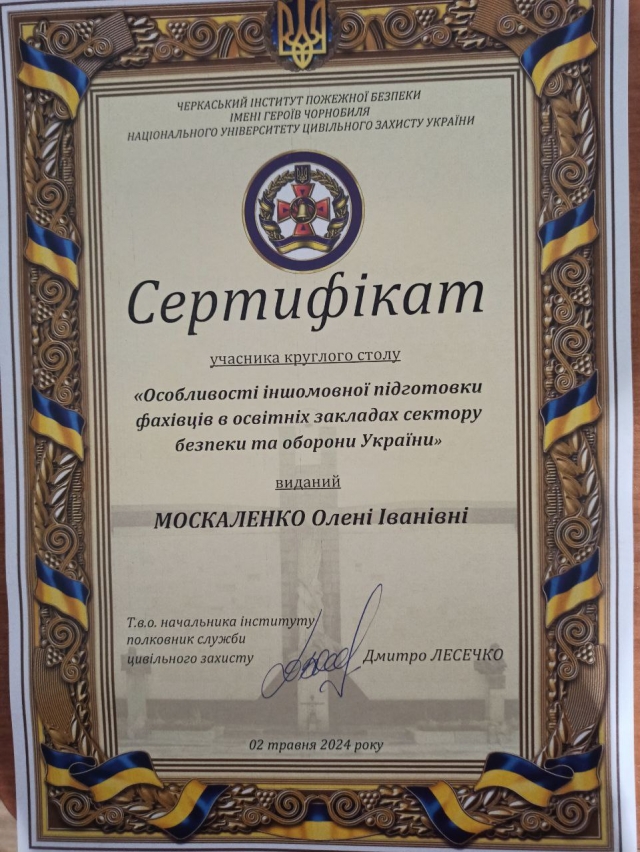 ЧЕРКАСЬКИЙ ІНСТИТУТ ПОЖЕЖНОЇ БЕЗПЕКИ
ІМЕНІ ГЕРОЇВ ЧОРНОБИЛЯ
НАЦІОНАЛЬНОГО УНІВЕРСИТЕТУ ЦИВІЛЬНОГО ЗАХИСТУ УКРАЇНИ
Сертифікат
учасника круглого столу
«Особливості іншомовної підготовки
фахівців в освітніх закладах сектору
безпеки та оборони України»
виданий
МОСКАЛЕНКО Олені Іванівні
Т.в.о. начальника інституту
полковник служби
цивільного захисту Дмитро ЛЕСЕЧКО
02 травня 2024 року